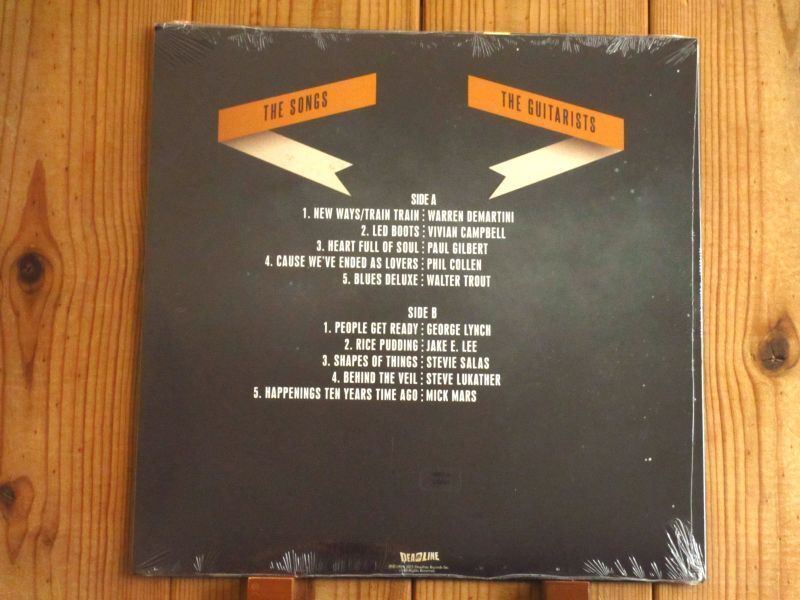 THE SONGS
THE GUITARISTS
SIDE A
1. NEW WAYS/TRAIN TRAIN WARREN DEMARTINI
2. LED BOOTS VIVIAN CAMPBELL
3. HEART FULL OF SOUL PAUL GILBERT
4. CAUSE WE'VE ENDED AS LOVERS PHIL COLLEN
5. BLUES DELUXE WALTER TROUT
SIDE B
1. PEOPLE GET READY GEORGE LYNCH
2. RICE PUDDING JAKE E. LEE
3. SHAPES OF THINGS STEVIE SALAS
4. BEHIND THE VEIL STEVE LUKATHER
5. HAPPENINGS TEN YEARS TIME AGO MICK MARS
DEADLINE